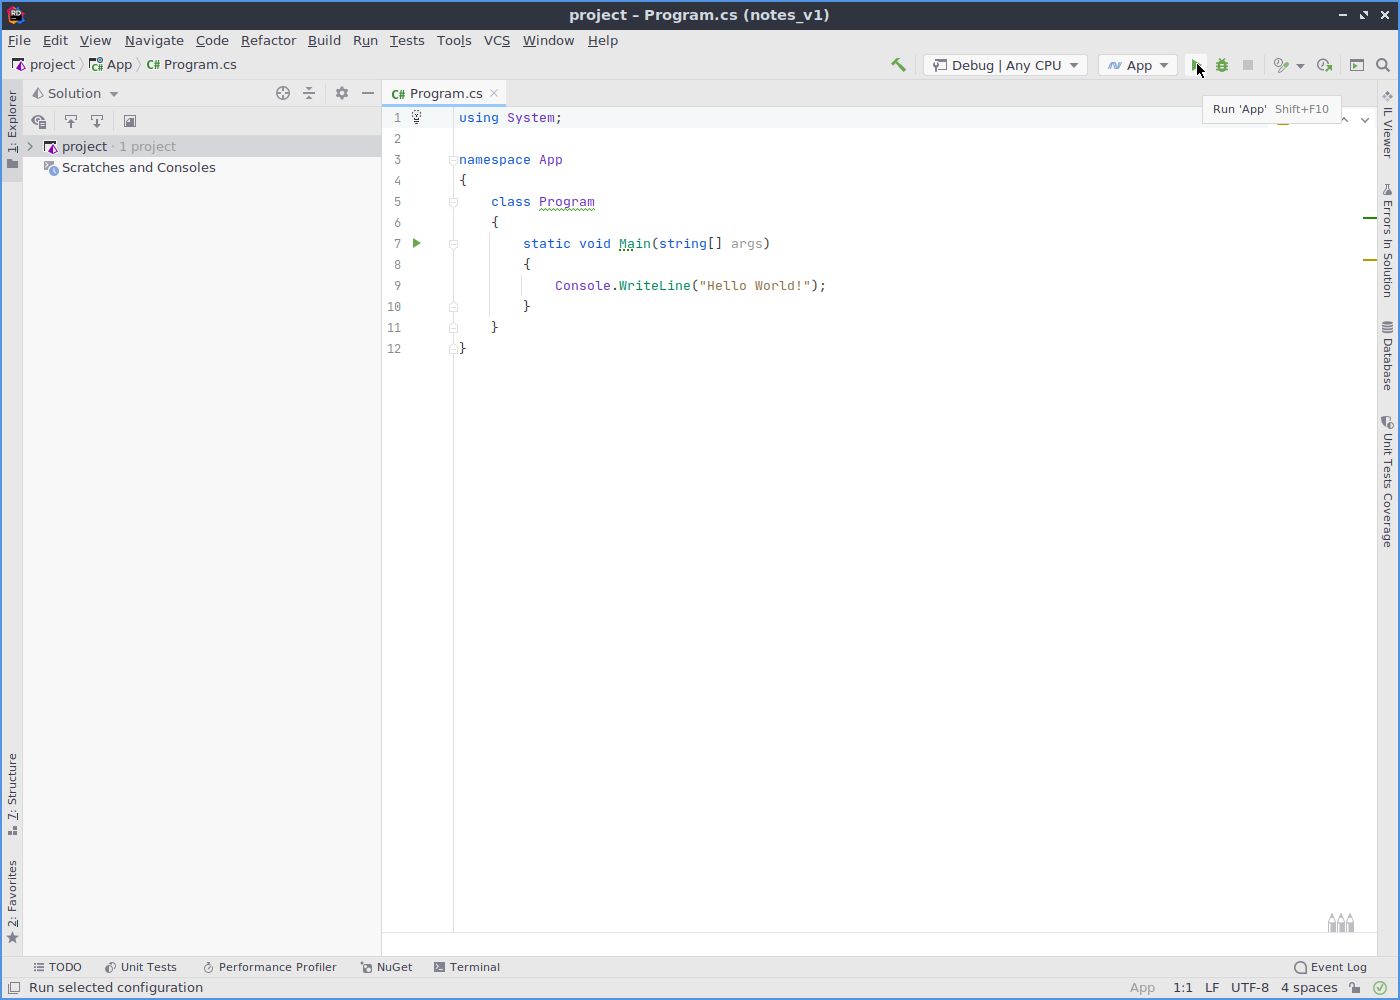 project – Program.cs (notes_v1)
File Edit View Navigate Code Refactor Build Run Tests Tools VCS Window Help
project App C# Program.cs Debug | Any CPU App
Solution
C# Program.cs
Run 'App' Shift+F10
1: Explorer
project · 1 project
Scratches and Consoles
7: Structure
2: Favorites
1 using System;
2
3 namespace App
4 {
5 class Program
6 {
7 static void Main(string[] args)
8 {
9 Console.WriteLine("Hello World!");
10 }
11 }
12 }
IL Viewer
Errors In Solution
Database
Unit Tests Coverage
TODO Unit Tests Performance Profiler NuGet Terminal Event Log
Run selected configuration App 1:1 LF UTF-8 4 spaces